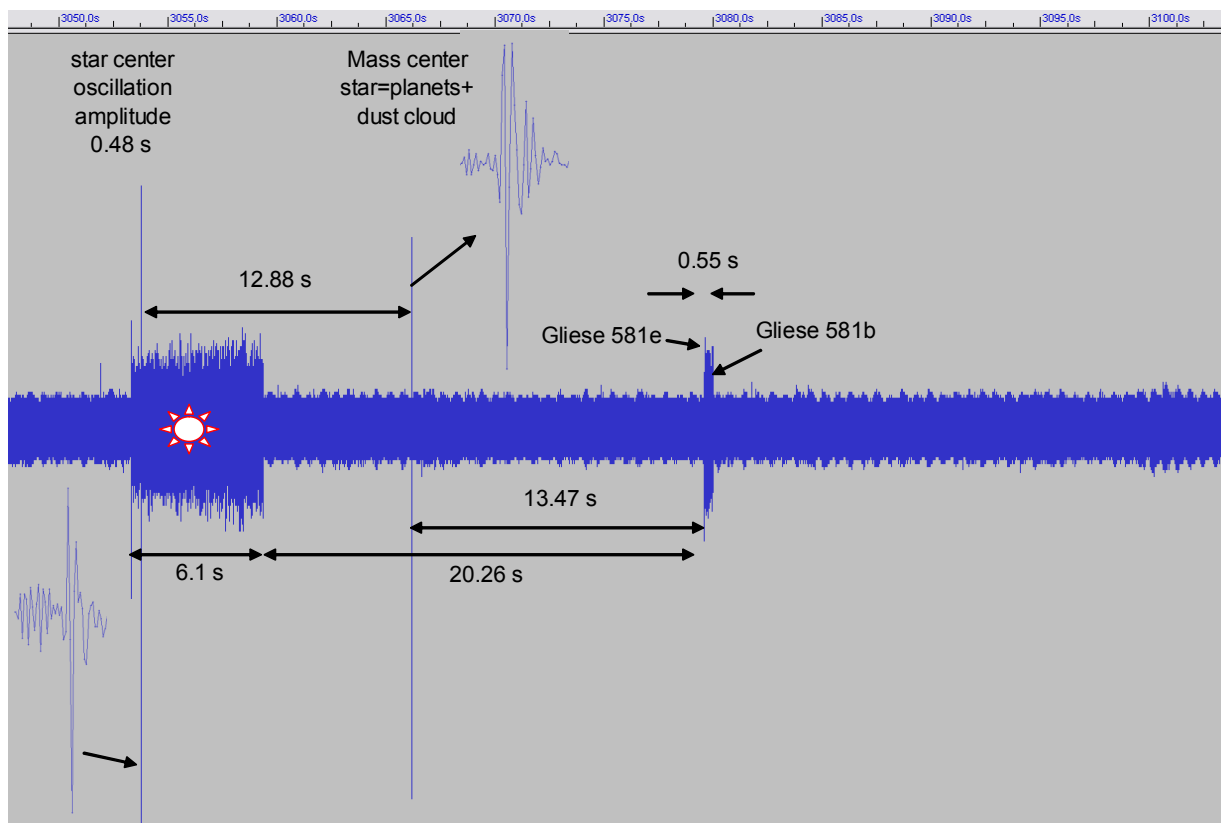 3050.0s 3055.0s 3060.0s 3065.0s 3070.0s 3075.0s 3080.0s 3085.0s 3090.0s 3095.0s 3100.0s
star center
oscillation
amplitude
0.48 s
Mass center
star=planets+
dust cloud
12.88 s
0.55 s
Gliese 581e
Gliese 581b
13.47 s
6.1 s
20.26 s